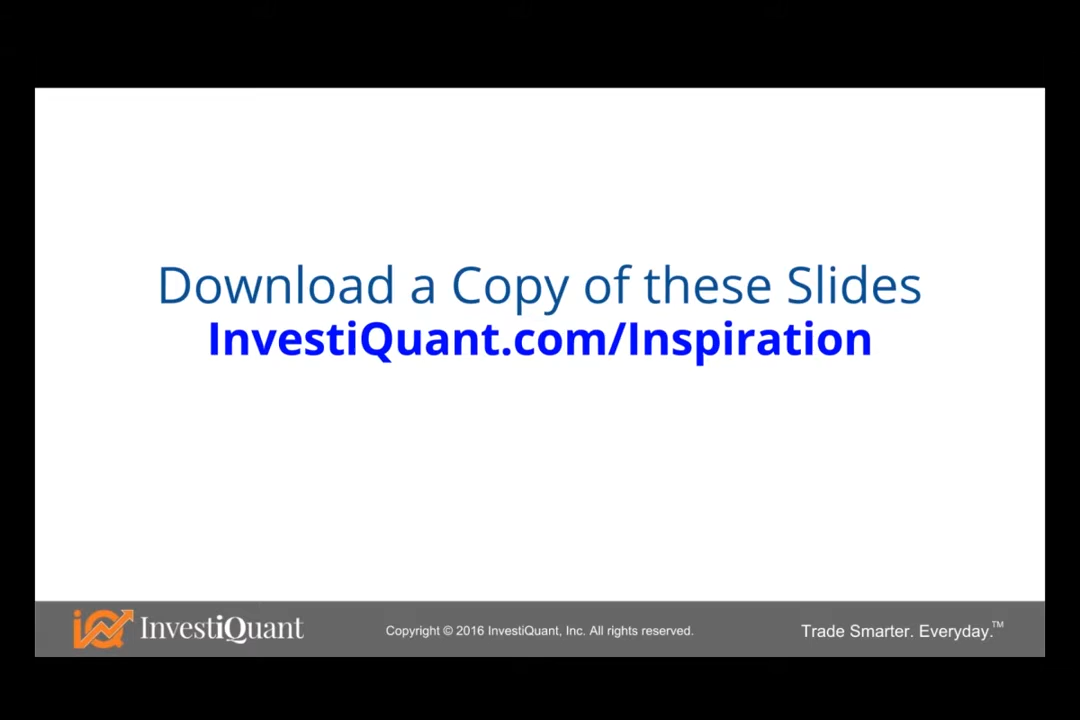 Download a Copy of these Slides
InvestiQuant.com/Inspiration
iQ InvestiQuant
Copyright © 2016 InvestiQuant, Inc. All rights reserved.
Trade Smarter. Everyday.™